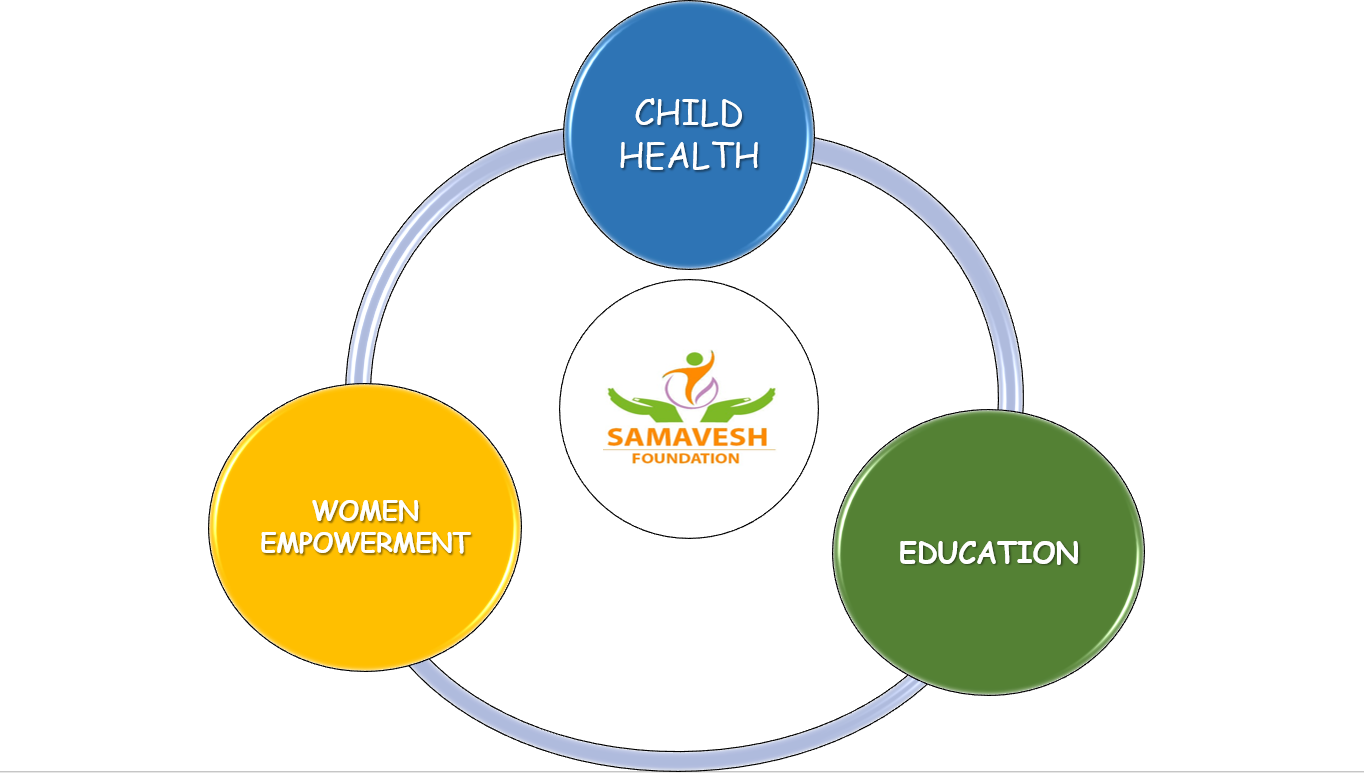 CHILD
HEALTH
SAMAVESH
FOUNDATION
WOMEN
EMPOWERMENT
EDUCATION